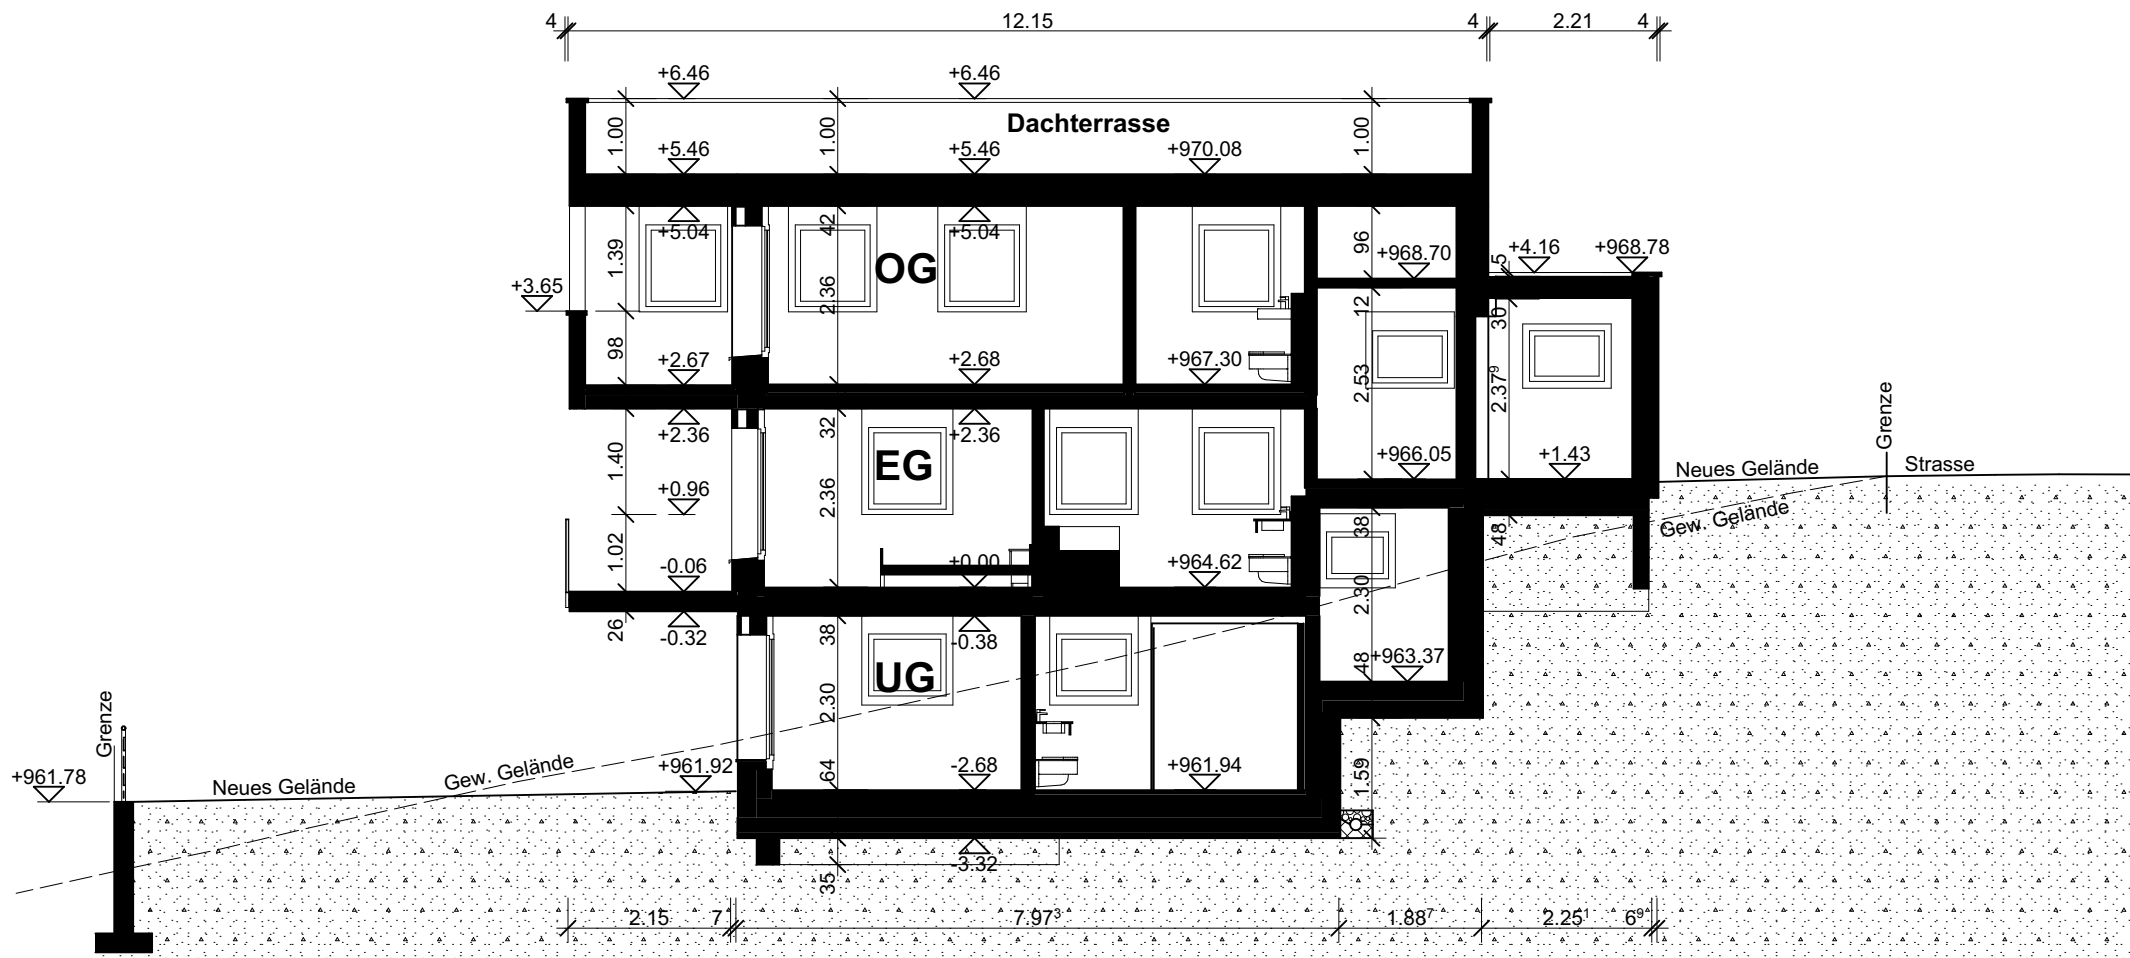 4 12.15 4 2.21 4
+6.46 +6.46
1.00 1.00 Dachterrasse 1.00
+5.46 +5.46 +970.08
+5.04 42 +5.04
1.39 OG 96 +968.70 5 +4.16 +968.78
+3.65 2.36 12 30
98 +2.67 +2.68 +967.30 2.53 2.37⁹
+2.36 32 +2.36
1.40 EG +966.05 +1.43 Neues Gelände Grenze Strasse
+0.96 2.36 38 48 Gew. Gelände
1.02 -0.06 +0.00 +964.62 2.30
26 -0.32 38 -0.38
UG 48 +963.37
2.30
Grenze
+961.78 Neues Gelände Gew. Gelände +961.92 64 -2.68 +961.94 1.59
35 -3.32
2.15 7 7.97³ 1.88⁷ 2.25¹ 6⁹